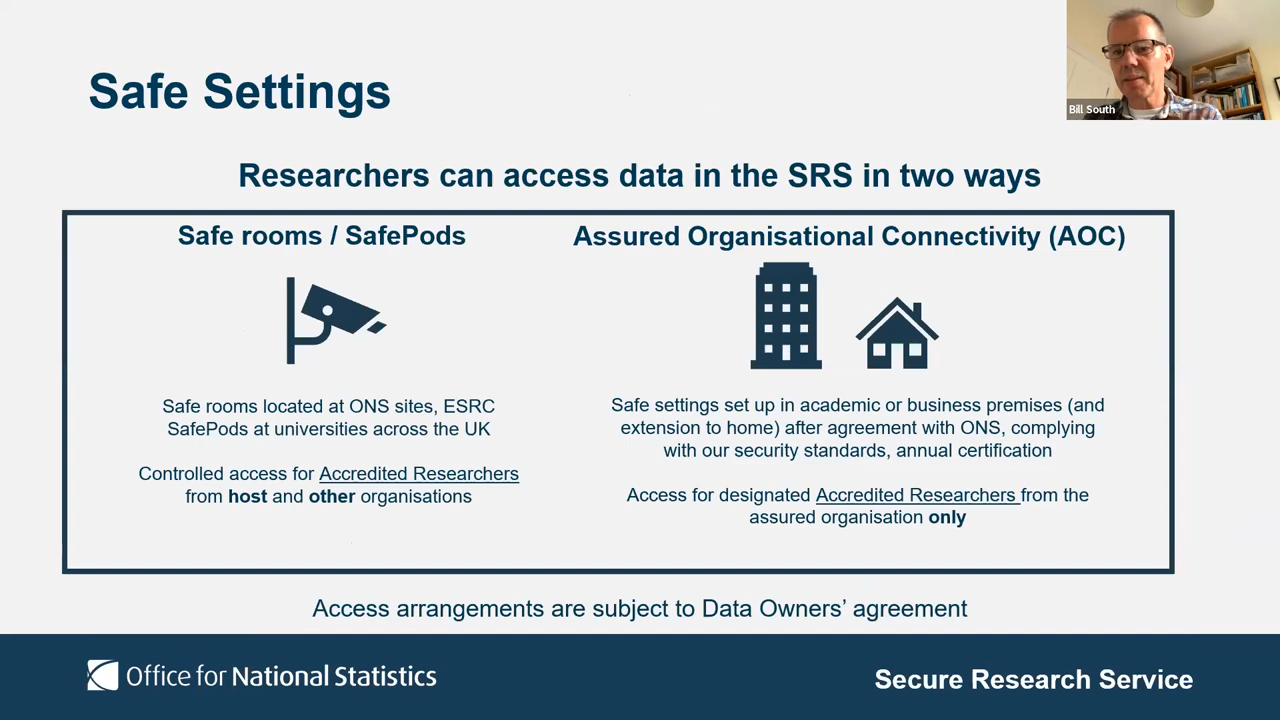 Safe Settings
Bill South
Researchers can access data in the SRS in two ways
Safe rooms / SafePods
Safe rooms located at ONS sites, ESRC
SafePods at universities across the UK
Controlled access for Accredited Researchers
from host and other organisations
Assured Organisational Connectivity (AOC)
Safe settings set up in academic or business premises (and
extension to home) after agreement with ONS, complying
with our security standards, annual certification
Access for designated Accredited Researchers from the
assured organisation only
Access arrangements are subject to Data Owners’ agreement
Office for National Statistics
Secure Research Service